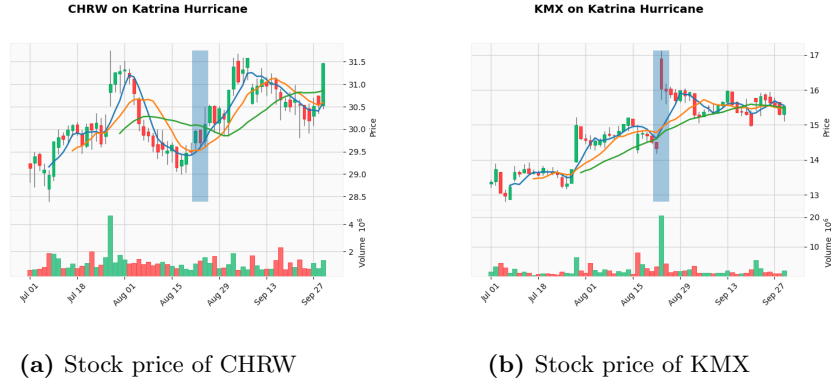 CHRW on Katrina Hurricane
31.5
31.0
30.5
30.0
29.5
29.0
28.5
Price
4
2
Volume 10^6
Jul 01
Jul 18
Aug 01
Aug 15
Aug 29
Sep 13
Sep 27
(a) Stock price of CHRW
KMX on Katrina Hurricane
17
16
15
14
13
Price
20
10
Volume 10^6
Jul 01
Jul 18
Aug 01
Aug 15
Aug 29
Sep 13
Sep 27
(b) Stock price of KMX